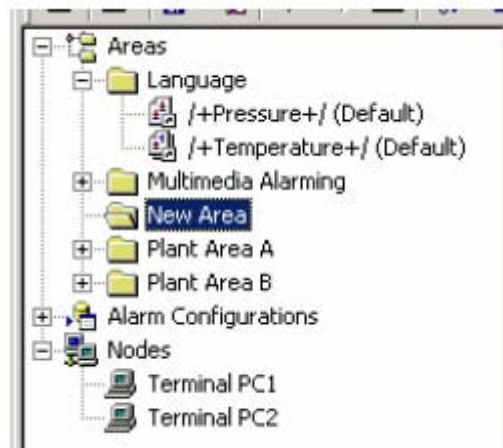 Areas
Language
/+Pressure+/ (Default)
/+Temperature+/ (Default)
Multimedia Alarming
New Area
Plant Area A
Plant Area B
Alarm Configurations
Nodes
Terminal PC1
Terminal PC2